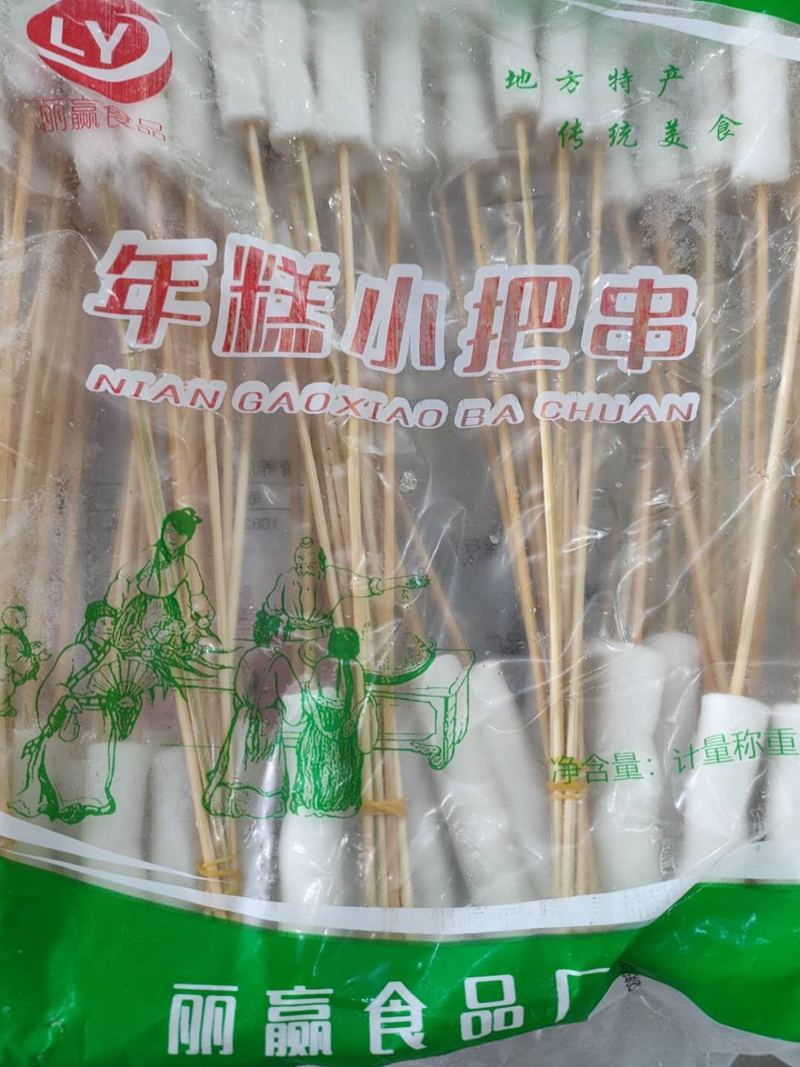 LY
丽赢食品
地方特产
传统美食
年糕小把串
NIAN GAOXIAO BA CHUAN
净含量：计量称重
丽赢食品厂